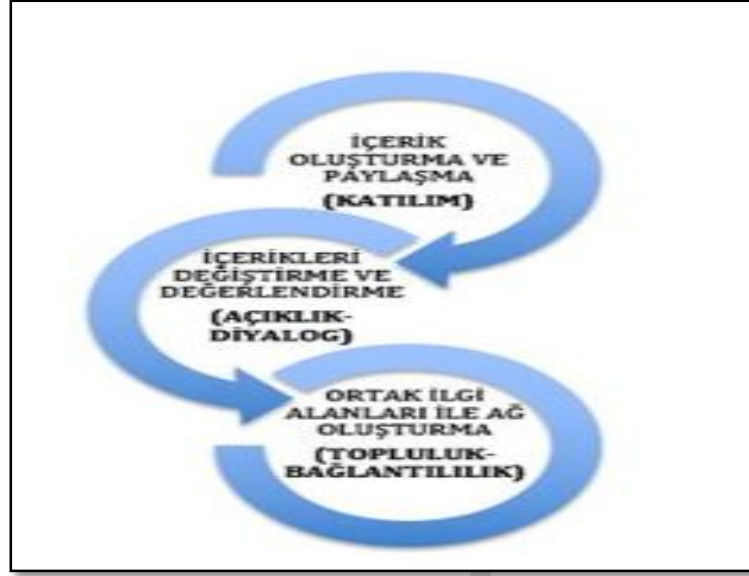 İÇERİK
OLUŞTURMA VE
PAYLAŞMA
(KATILIM)
İÇERİKLERİ
DEĞİŞTİRME VE
DEĞERLENDİRME
(AÇIKLIK-
DİYALOG)
ORTAK İLGİ
ALANLARI İLE AĞ
OLUŞTURMA
(TOPLULUK-
BAĞLANTILILIK)